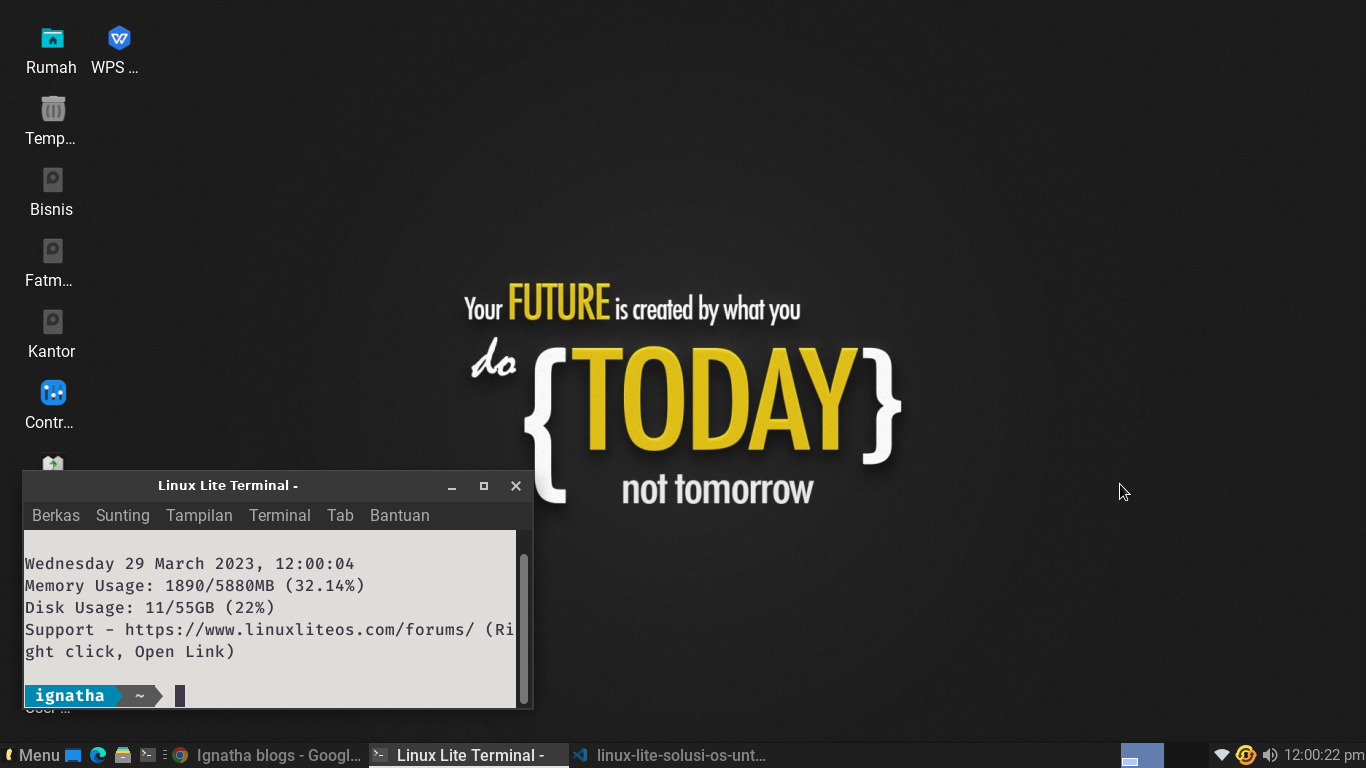 Rumah
WPS ...
Temp...
Bisnis
Fatm...
Kantor
Contr...
Your FUTURE is created by what you
do {TODAY}
not tomorrow
Linux Lite Terminal -
Berkas Sunting Tampilan Terminal Tab Bantuan
Wednesday 29 March 2023, 12:00:04
Memory Usage: 1890/5880MB (32.14%)
Disk Usage: 11/55GB (22%)
Support - https://www.linuxliteos.com/forums/ (Ri
ght click, Open Link)
ignatha ~
User ...
Menu Ignatha blogs - Googl... Linux Lite Terminal - linux-lite-solusi-os-unt... 12:00:22 pm